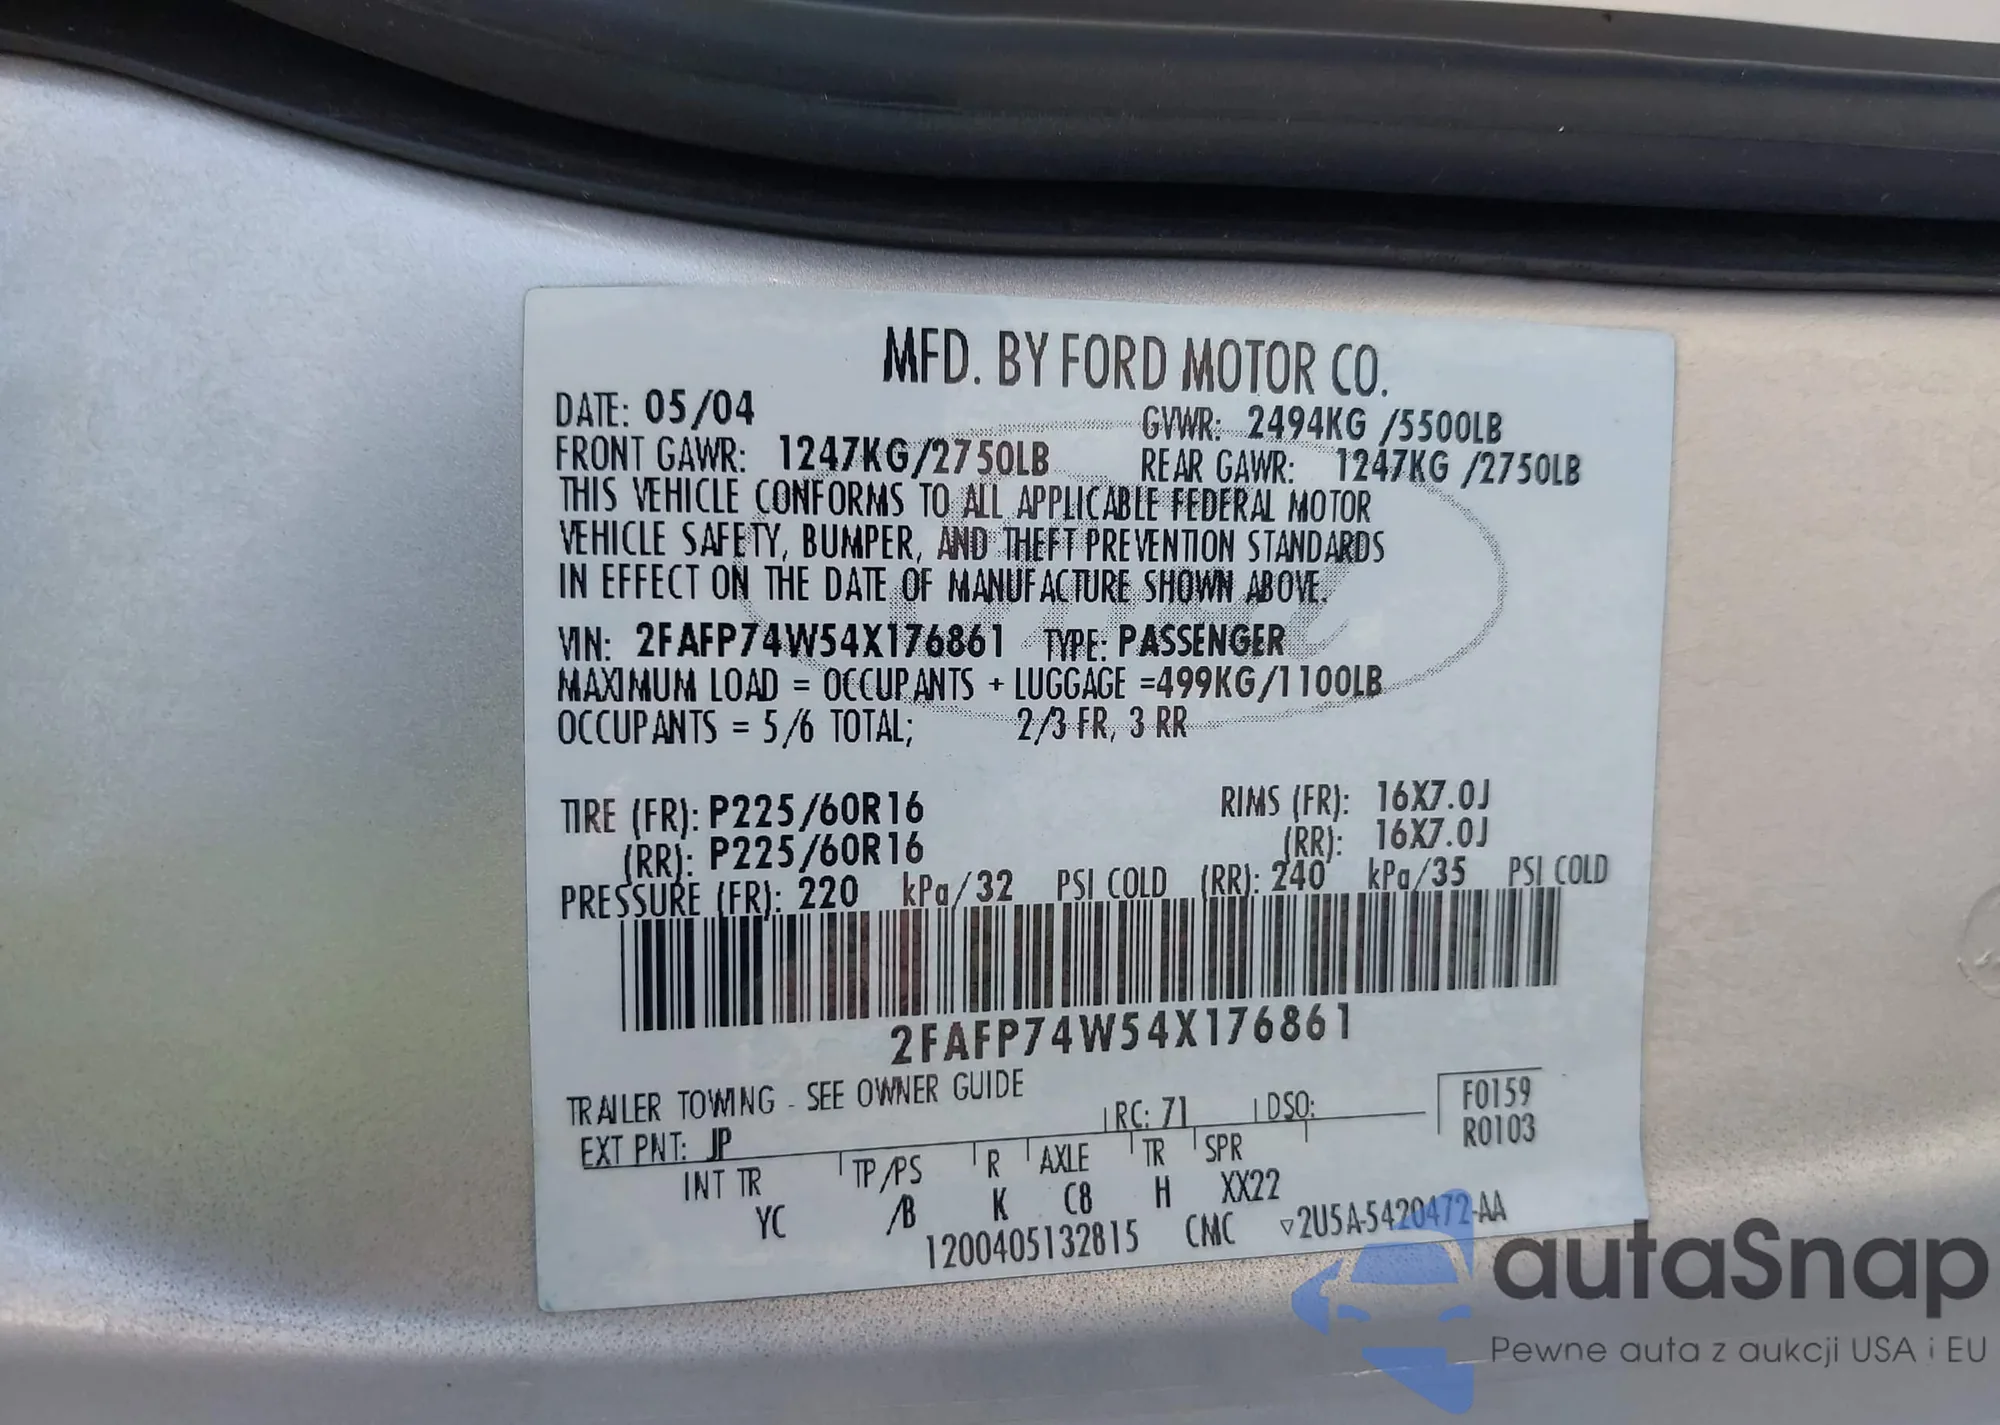 MFD. BY FORD MOTOR CO.
DATE: 05/04 GVWR: 2494KG /5500LB
FRONT GAWR: 1247KG/2750LB REAR GAWR: 1247KG /2750LB
THIS VEHICLE CONFORMS TO ALL APPLICABLE FEDERAL MOTOR
VEHICLE SAFETY, BUMPER, AND THEFT PREVENTION STANDARDS
IN EFFECT ON THE DATE OF MANUFACTURE SHOWN ABOVE.
VIN: 2FAFP74W54X176861 TYPE: PASSENGER
MAXIMUM LOAD = OCCUPANTS + LUGGAGE =499KG/1100LB
OCCUPANTS = 5/6 TOTAL; 2/3 FR, 3 RR
TIRE (FR): P225/60R16 RIMS (FR): 16X7.0J
(RR): P225/60R16 (RR): 16X7.0J
PRESSURE (FR): 220 kPa/32 PSI COLD (RR): 240 kPa/35 PSI COLD
2FAFP74W54X176861
TRAILER TOWING - SEE OWNER GUIDE
EXT PNT: JP RC: 71 DSO: F0159
R0103
INT TR TP/PS R AXLE TR SPR
YC /B K C8 H XX22
1200405132815 CMC ▽2U5A-5420472-AA
autaSnap
Pewne auta z aukcji USA i EU